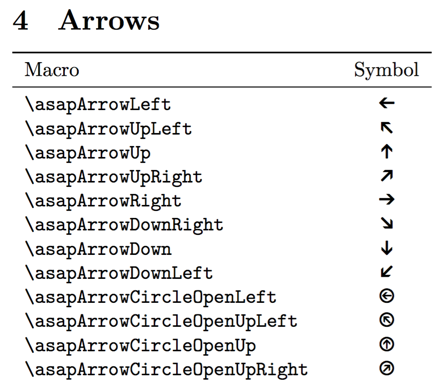 4 Arrows
Macro Symbol
\asapArrowLeft ←
\asapArrowUpLeft ↖
\asapArrowUp ↑
\asapArrowUpRight ↗
\asapArrowRight →
\asapArrowDownRight ↘
\asapArrowDown ↓
\asapArrowDownLeft ↙
\asapArrowCircleOpenLeft
\asapArrowCircleOpenUpLeft
\asapArrowCircleOpenUp
\asapArrowCircleOpenUpRight